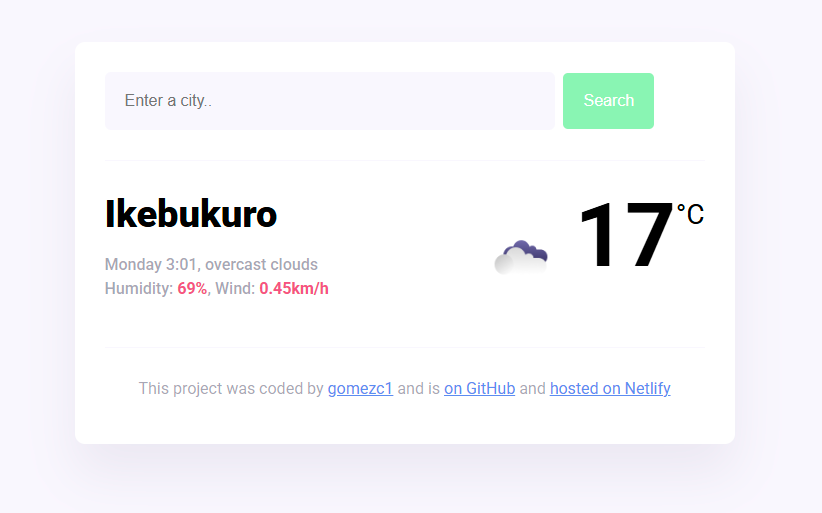 Enter a city..
Search
Ikebukuro
17°C
Monday 3:01, overcast clouds
Humidity: 69%, Wind: 0.45km/h
This project was coded by gomezc1 and is on GitHub and hosted on Netlify